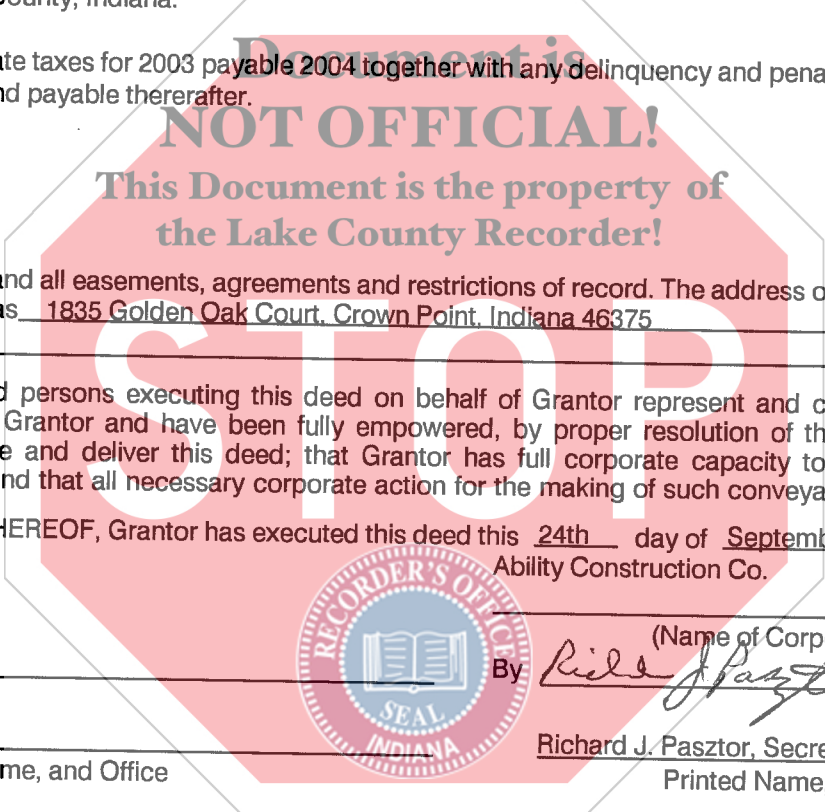 ounty, Indiana.
Document is
te taxes for 2003 payable 2004 together with any delinquency and pena
nd payable thererafter.
NOT OFFICIAL!
This Document is the property of
the Lake County Recorder!
nd all easements, agreements and restrictions of record. The address o
s 1835 Golden Oak Court, Crown Point, Indiana 46375
STOP
d persons executing this deed on behalf of Grantor represent and c
Grantor and have been fully empowered, by proper resolution of th
e and deliver this deed; that Grantor has full corporate capacity to
nd that all necessary corporate action for the making of such conveya
HEREOF, Grantor has executed this deed this 24th day of Septemb
Ability Construction Co.
RECORDER'S OFFICE
(Name of Corp
By Richard J. Paszt
SEAL
INDIANA
Richard J. Pasztor, Secre
me, and Office
Printed Name